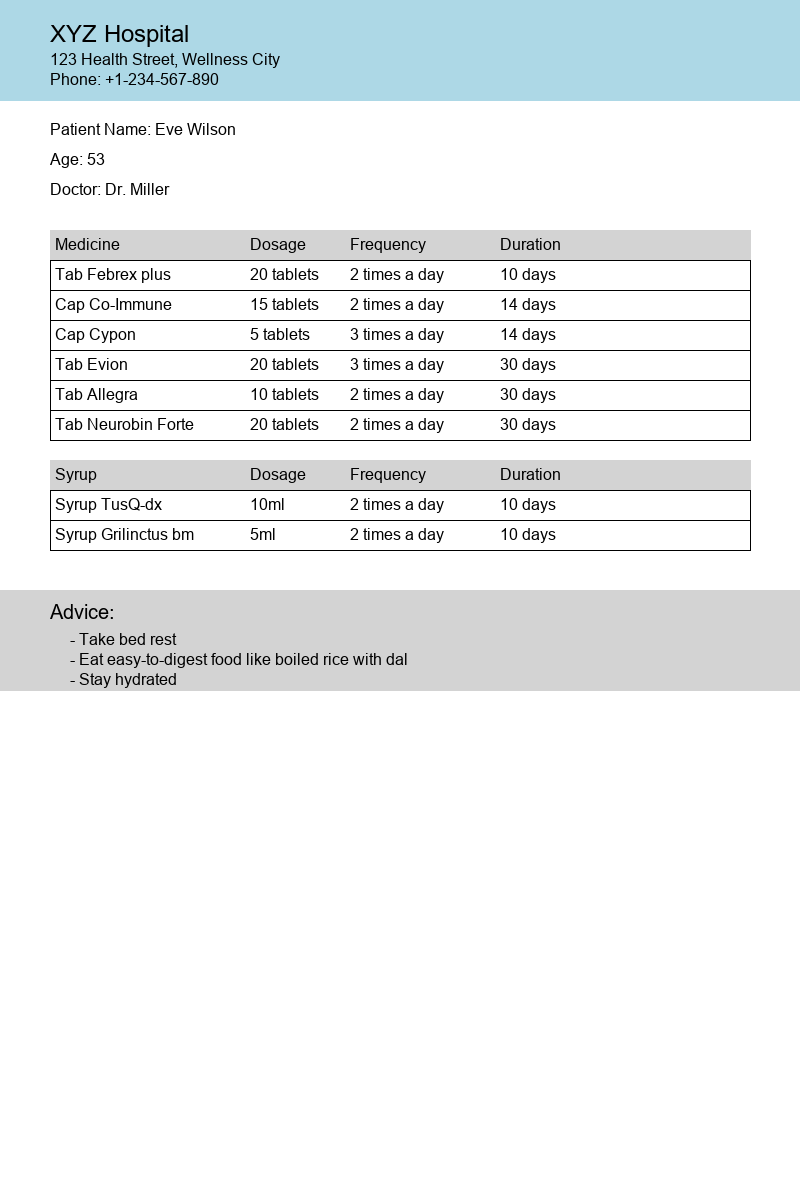 XYZ Hospital
123 Health Street, Wellness City
Phone: +1-234-567-890
Patient Name: Eve Wilson
Age: 53
Doctor: Dr. Miller
Medicine Dosage Frequency Duration
Tab Febrex plus 20 tablets 2 times a day 10 days
Cap Co-Immune 15 tablets 2 times a day 14 days
Cap Cypon 5 tablets 3 times a day 14 days
Tab Evion 20 tablets 3 times a day 30 days
Tab Allegra 10 tablets 2 times a day 30 days
Tab Neurobin Forte 20 tablets 2 times a day 30 days
Syrup Dosage Frequency Duration
Syrup TusQ-dx 10ml 2 times a day 10 days
Syrup Grilinctus bm 5ml 2 times a day 10 days
Advice:
- Take bed rest
- Eat easy-to-digest food like boiled rice with dal
- Stay hydrated